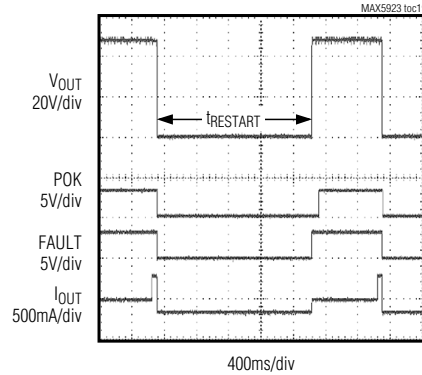 MAX5923 toc1
VOUT
20V/div
tRESTART
POK
5V/div
FAULT
5V/div
IOUT
500mA/div
400ms/div